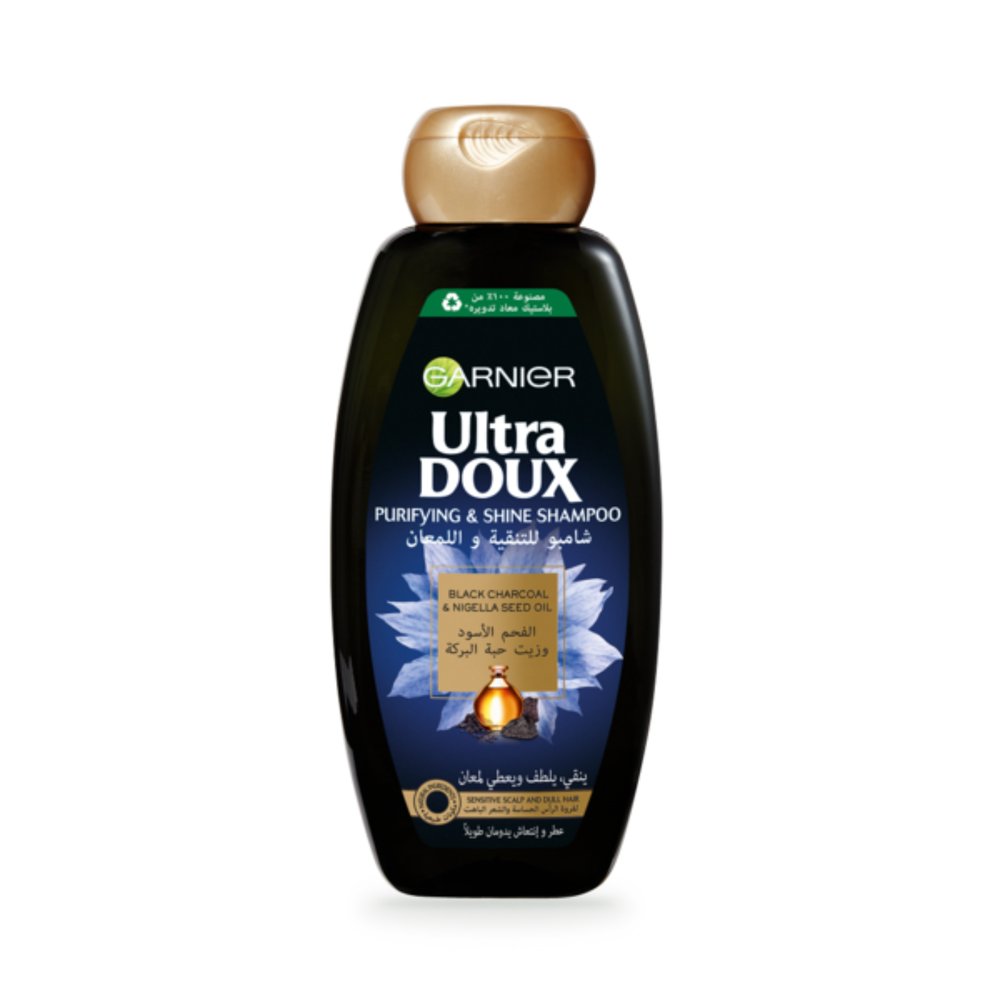 مصنوعة ١٠٠٪ من
بلاستيك معاد تدويره*
GARNIER
Ultra
DOUX
PURIFYING & SHINE SHAMPOO
شامبو للتنقية و اللمعان
BLACK CHARCOAL
& NIGELLA SEED OIL
الفحم الأسود
وزيت حبة البركة
ينقي، يلطف ويعطي لمعان
SENSITIVE SCALP AND DULL HAIR
لفروة الرأس الحساسة والشعر الباهت
عطر و إنتعاش يدومان طويلاً